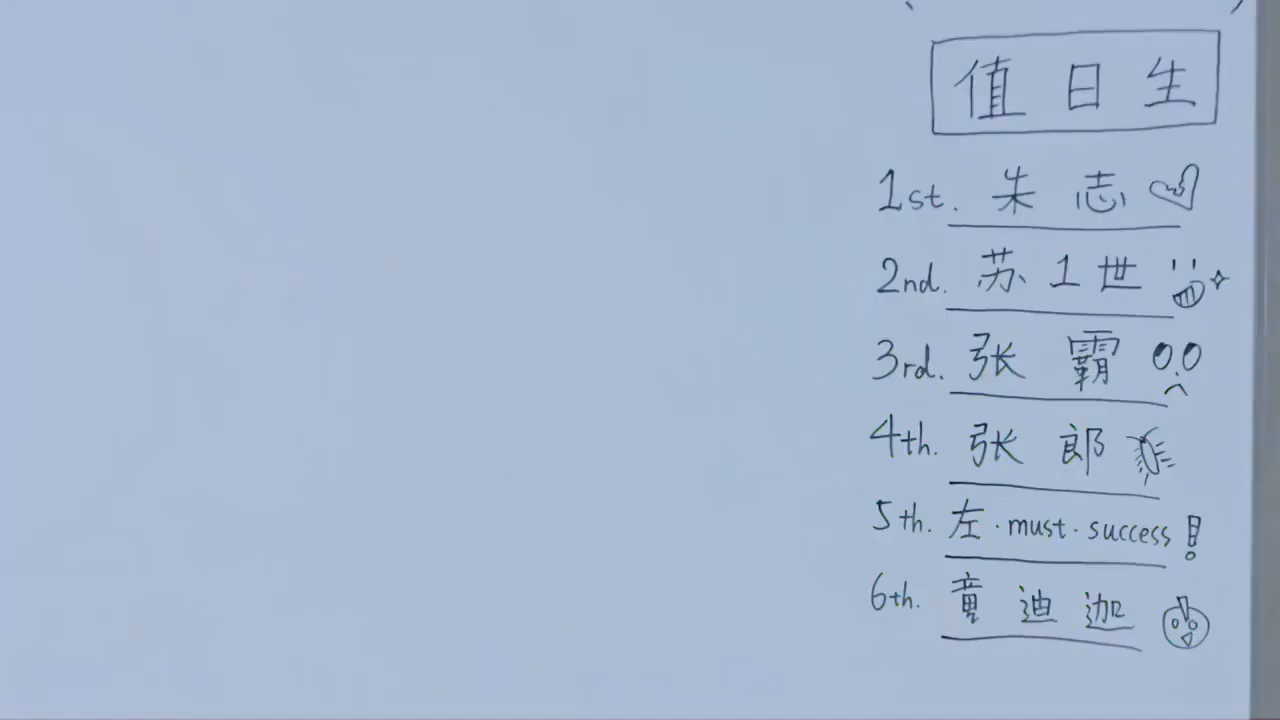 值日生
1st. 朱志
2nd. 苏1世
3rd. 张霸
4th. 张郎
5th. 左·must·success!
6th. 童迪迦